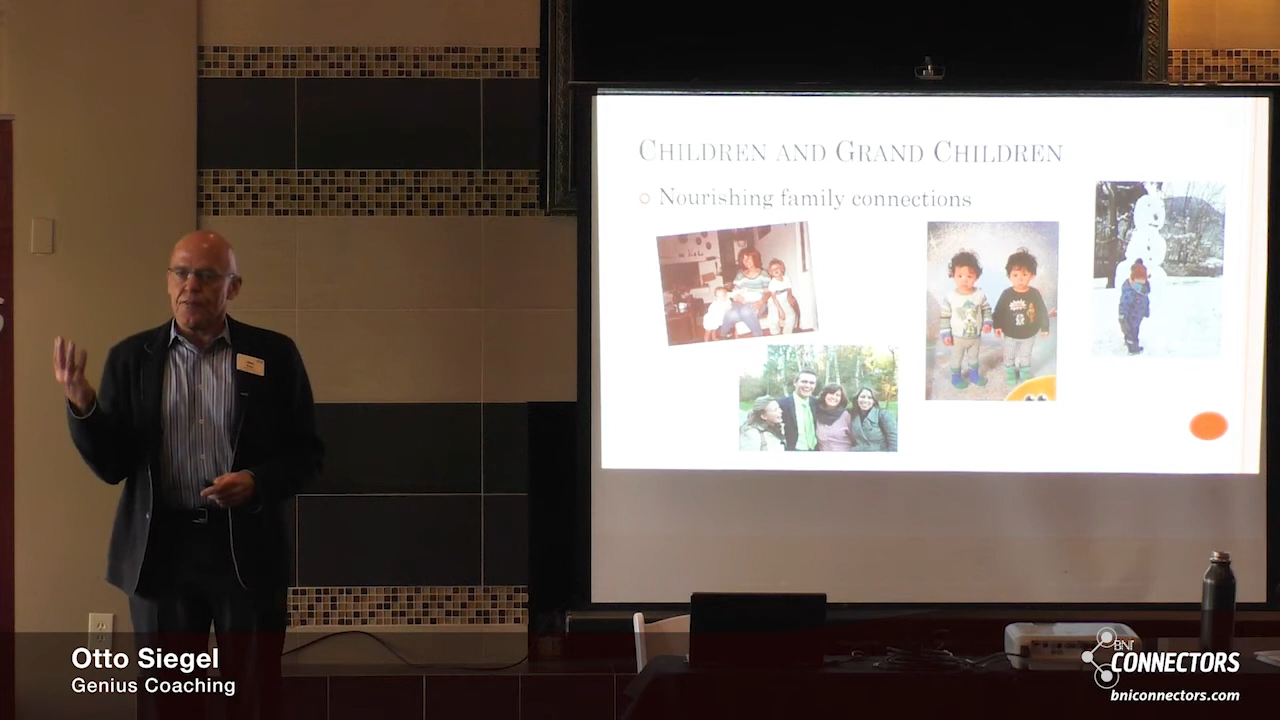 CHILDREN AND GRAND CHILDREN
Nourishing family connections
Otto Siegel
Genius Coaching
BNI
CONNECTORS
bniconnectors.com